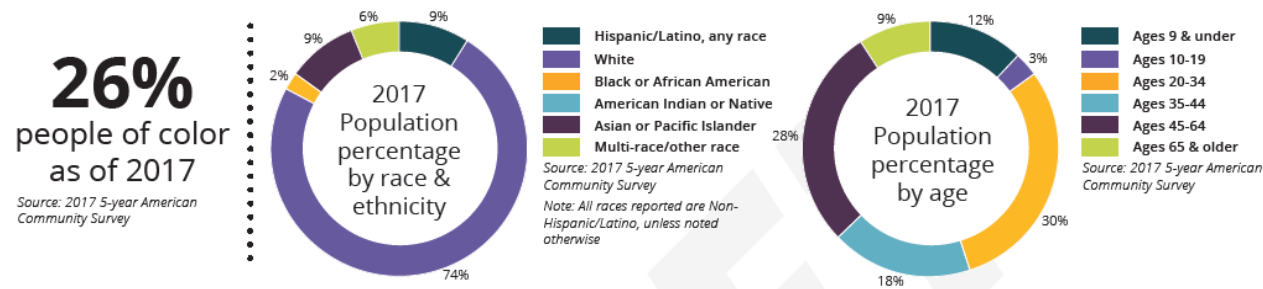 26%
people of color
as of 2017
Source: 2017 5-year American
Community Survey
6%
9%
9%
2%
74%
2017
Population
percentage
by race &
ethnicity
Hispanic/Latino, any race
White
Black or African American
American Indian or Native
Asian or Pacific Islander
Multi-race/other race
Source: 2017 5-year American
Community Survey
Note: All races reported are Non-
Hispanic/Latino, unless noted
otherwise
9%
12%
3%
28%
30%
18%
2017
Population
percentage
by age
Ages 9 & under
Ages 10-19
Ages 20-34
Ages 35-44
Ages 45-64
Ages 65 & older
Source: 2017 5-year American
Community Survey